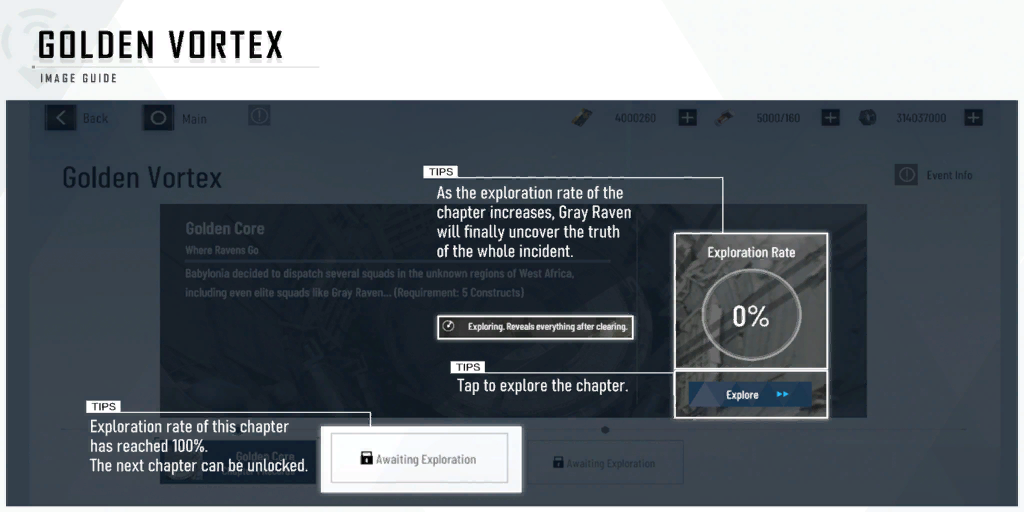 GOLDEN VORTEX
IMAGE GUIDE
Back
Main
4000260
5000/160
314037000
Golden Vortex
Event Info
TIPS
As the exploration rate of the
chapter increases, Gray Raven
will finally uncover the truth
of the whole incident.
Golden Core
Where Ravens Go
Babylonia decided to dispatch several squads in the unknown regions of West Africa,
including even elite squads like Gray Raven... (Requirement: 5 Constructs)
Exploration Rate
0%
Exploring. Reveals everything after clearing.
TIPS
Tap to explore the chapter.
Explore
TIPS
Exploration rate of this chapter
has reached 100%.
The next chapter can be unlocked.
Golden Core
Awaiting Exploration
Awaiting Exploration